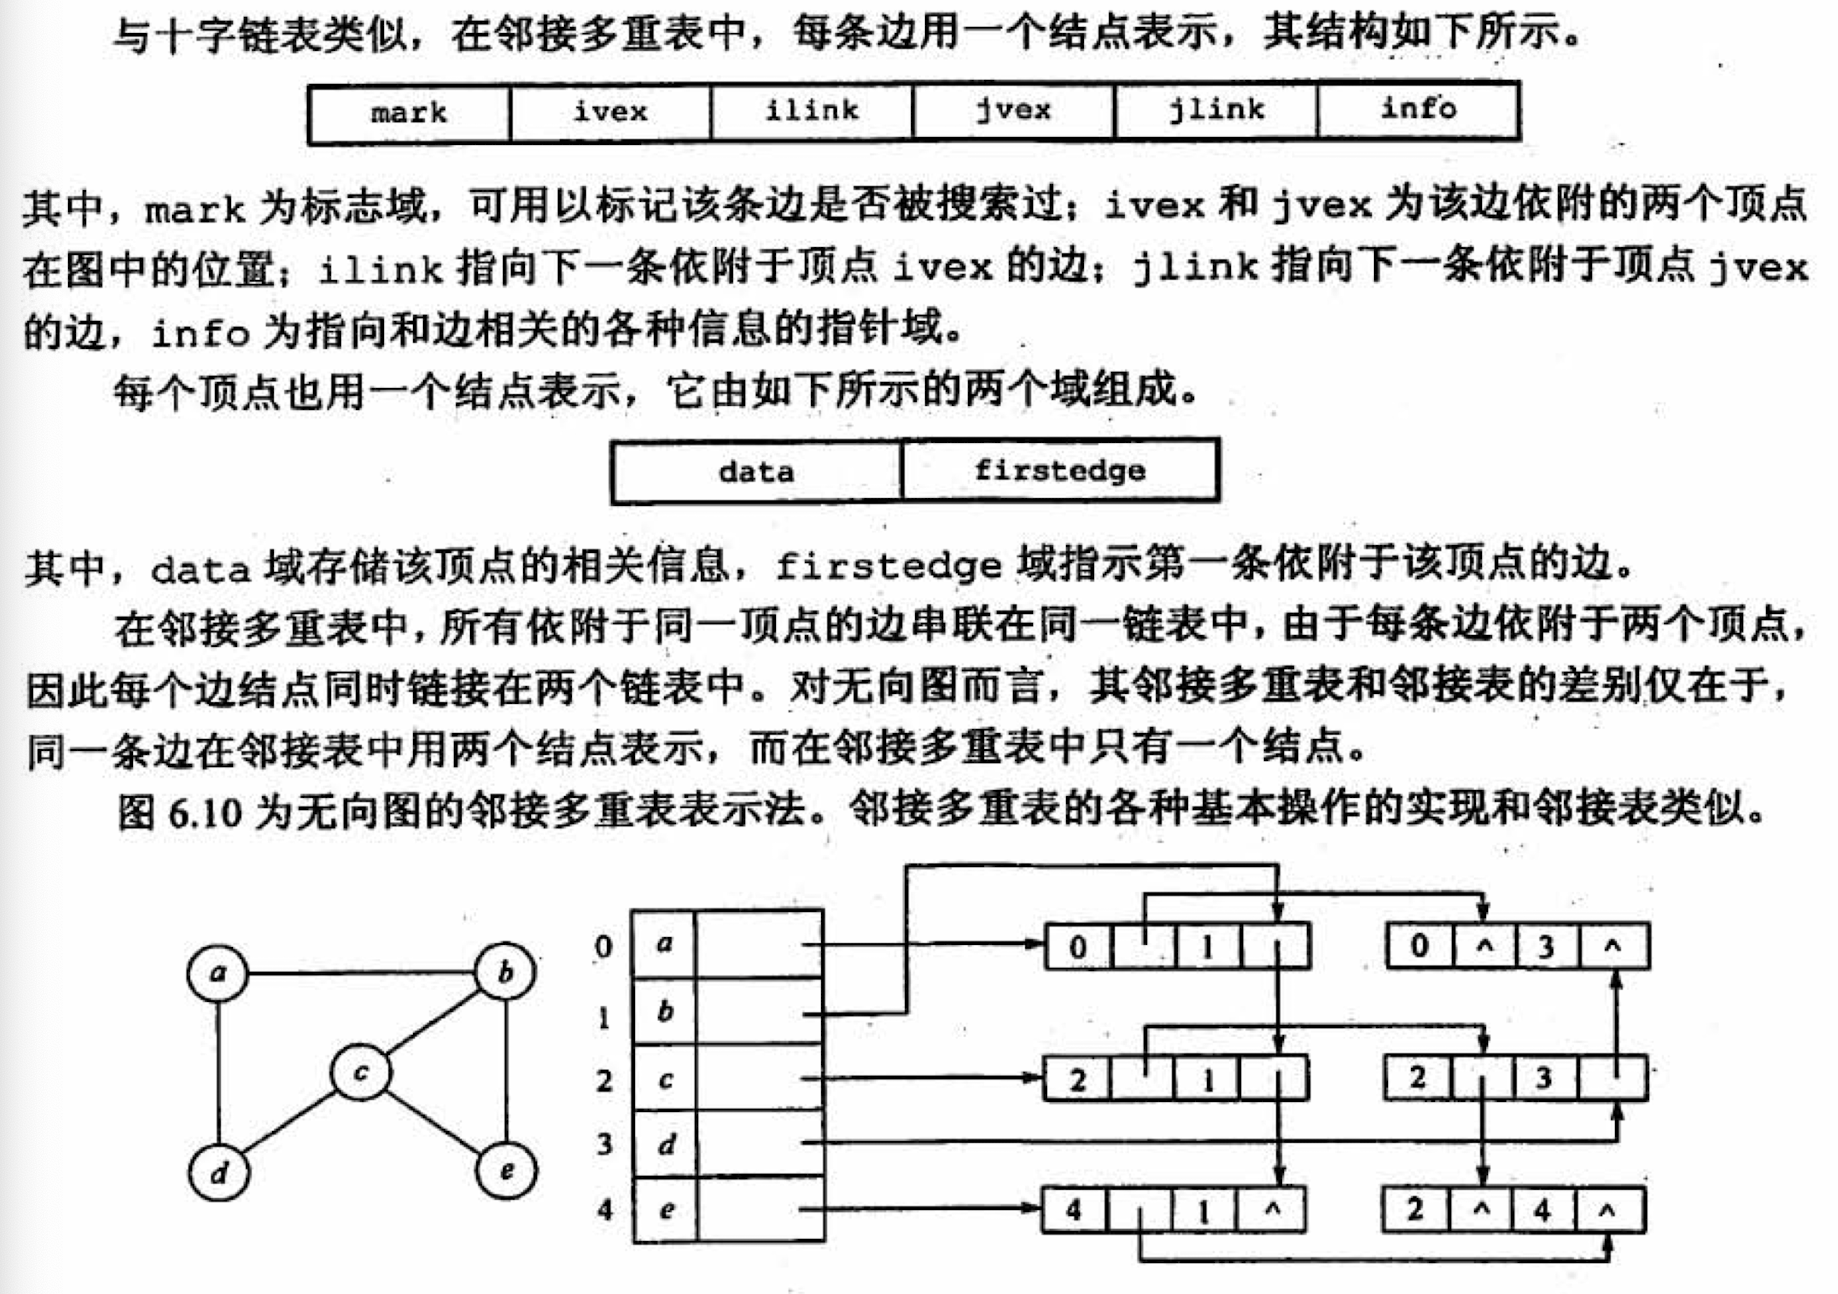 与十字链表类似，在邻接多重表中，每条边用一个结点表示，其结构如下所示。
mark ivex ilink jvex jlink info
其中，mark 为标志域，可用以标记该条边是否被搜索过；ivex 和 jvex 为该边依附的两个顶点
在图中的位置；ilink 指向下一条依附于顶点 ivex 的边；jlink 指向下一条依附于顶点 jvex
的边，info 为指向和边相关的各种信息的指针域。
每个顶点也用一个结点表示，它由如下所示的两个域组成。
data firstedge
其中，data 域存储该顶点的相关信息，firstedge 域指示第一条依附于该顶点的边。
在邻接多重表中，所有依附于同一顶点的边串联在同一链表中，由于每条边依附于两个顶点，
因此每个边结点同时链接在两个链表中。对无向图而言，其邻接多重表和邻接表的差别仅在于，
同一条边在邻接表中用两个结点表示，而在邻接多重表中只有一个结点。
图 6.10 为无向图的邻接多重表表示法。邻接多重表的各种基本操作的实现和邻接表类似。
a b
c
d e
0 a 0 1 0 ^ 3 ^
1 b
2 c 2 1 2 3
3 d
4 e 4 1 ^ 2 ^ 4 ^